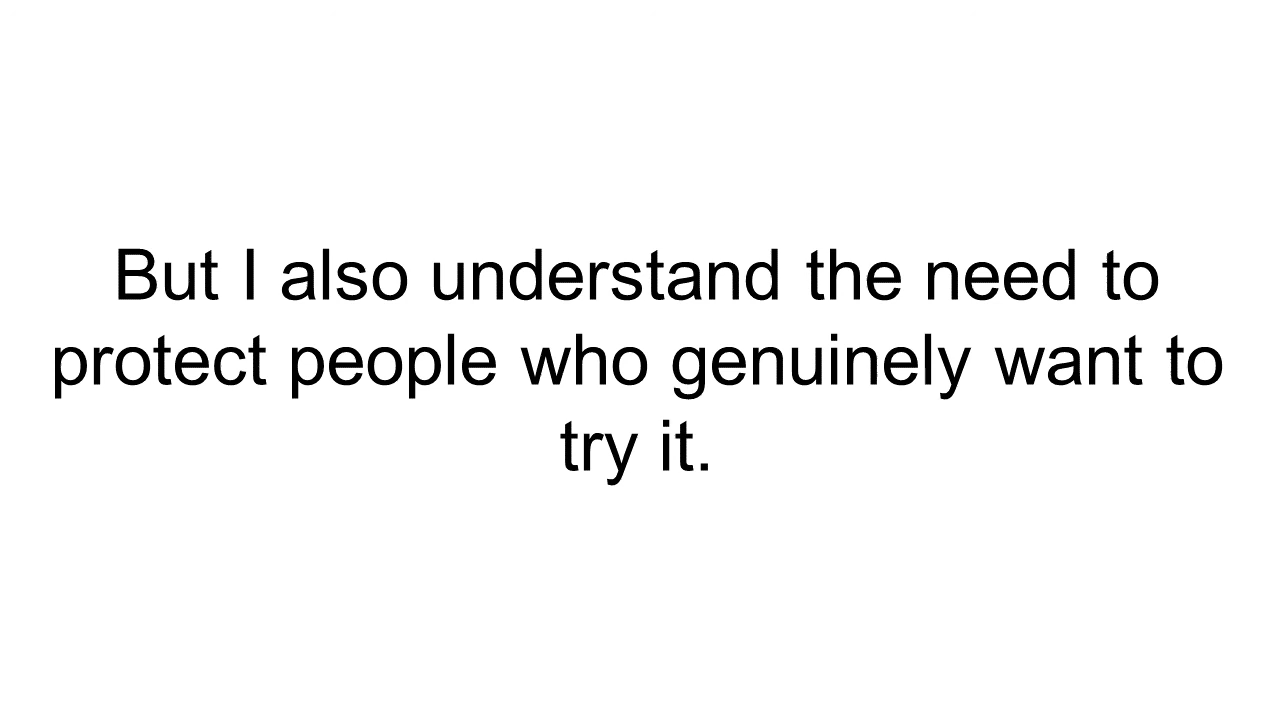 But I also understand the need to
protect people who genuinely want to
try it.